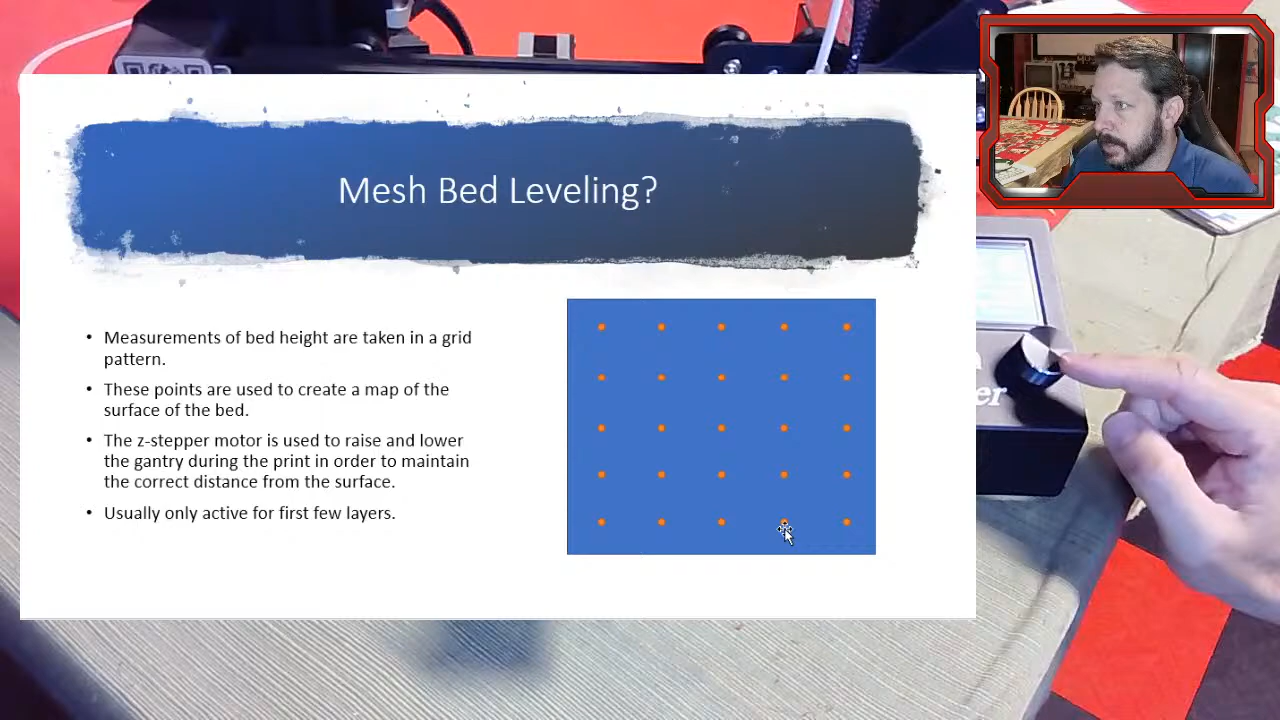 Mesh Bed Leveling?
• Measurements of bed height are taken in a grid
pattern.
• These points are used to create a map of the
surface of the bed.
• The z-stepper motor is used to raise and lower
the gantry during the print in order to maintain
the correct distance from the surface.
• Usually only active for first few layers.